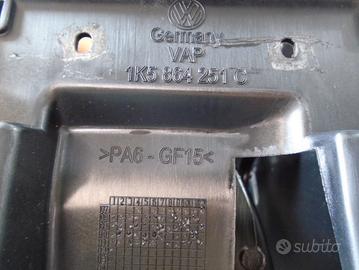 Germany
VAP
1K5 864 251 C
>PA6-GF15<
subito